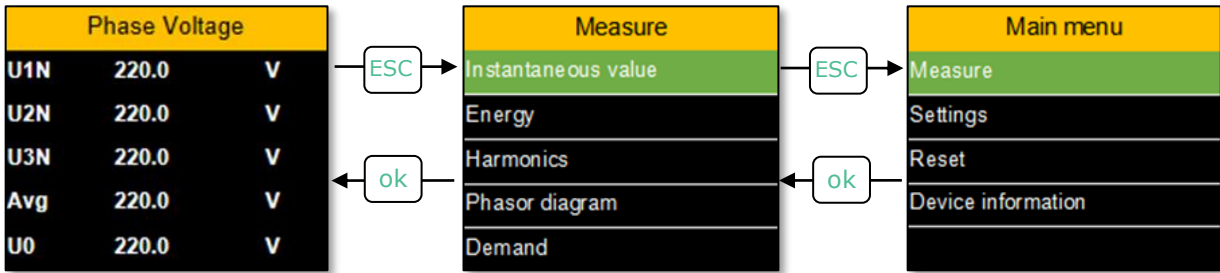 Phase Voltage
U1N 220.0 V
U2N 220.0 V
U3N 220.0 V
Avg 220.0 V
U0 220.0 V
ESC
ok
Measure
Instantaneous value
Energy
Harmonics
Phasor diagram
Demand
ESC
ok
Main menu
Measure
Settings
Reset
Device information